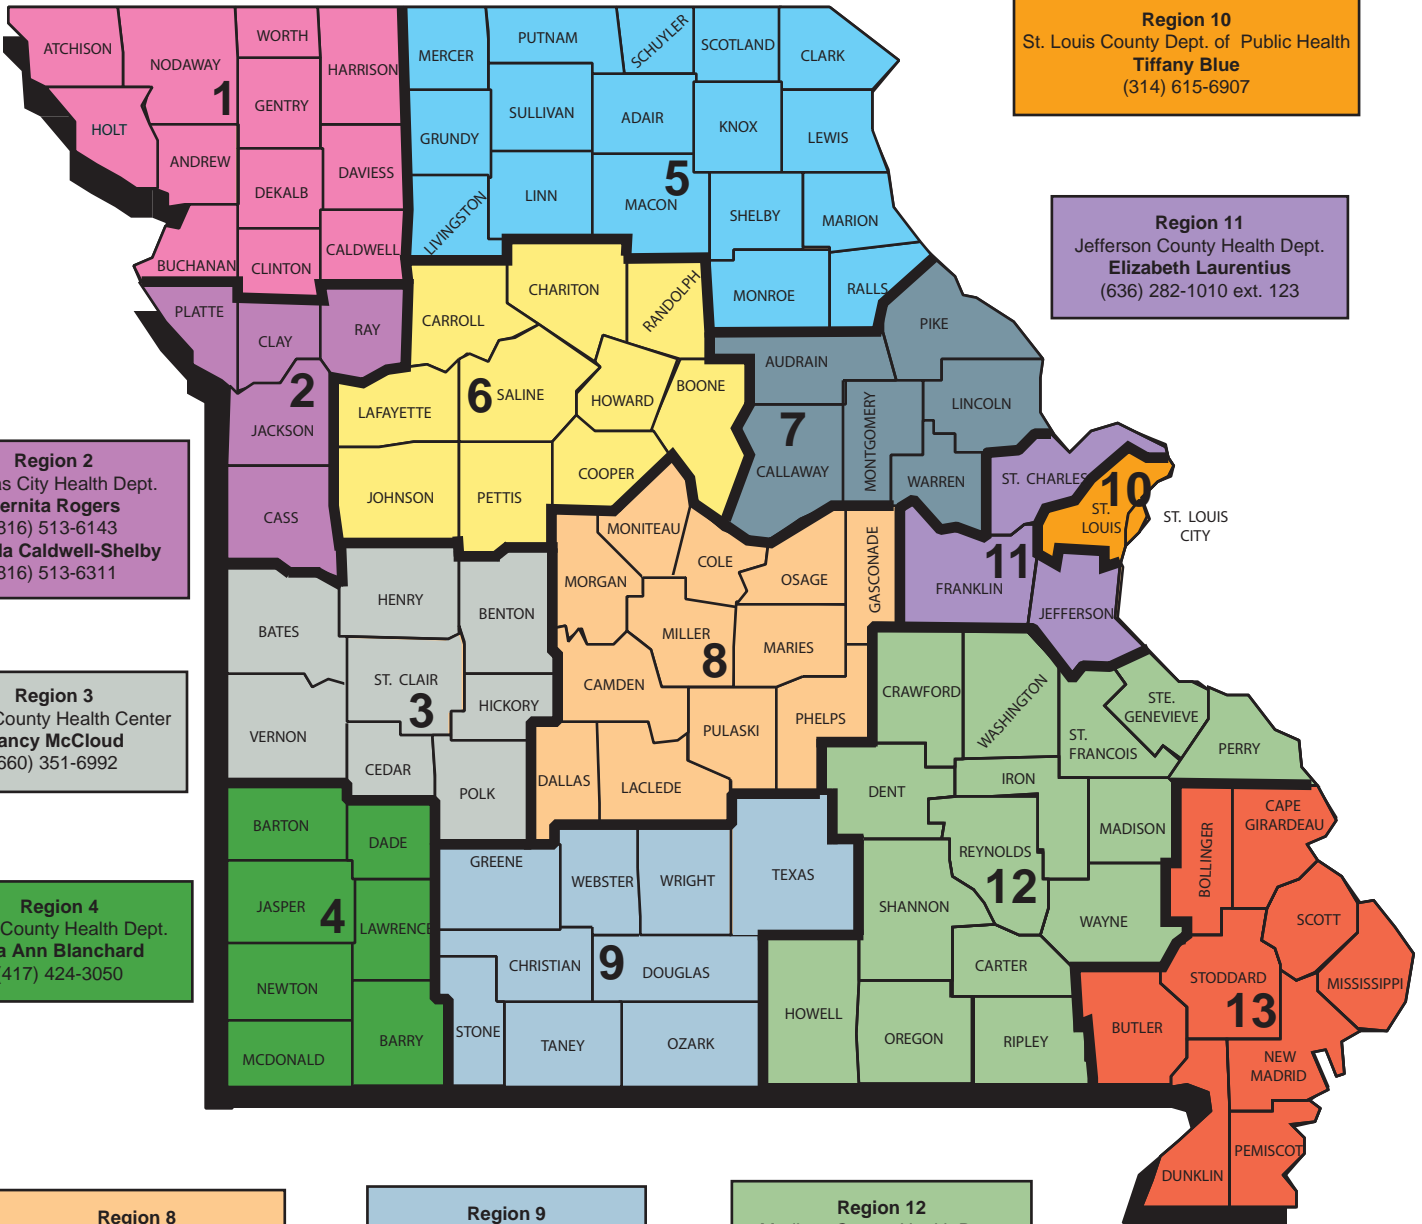 Region 10
St. Louis County Dept. of Public Health
Tiffany Blue
(314) 615-6907
Region 11
Jefferson County Health Dept.
Elizabeth Laurentius
(636) 282-1010 ext. 123
Region 2
City Health Dept.
Rogers
513-6143
Caldwell-Shelby
513-6311
Region 3
County Health Center
McCloud
351-6992
Region 4
County Health Dept.
Ann Blanchard
(417) 424-3050
Region 8
Region 9
Region 12
ATCHISON
NODAWAY
WORTH
HARRISON
GENTRY
HOLT
ANDREW
DEKALB
DAVIESS
BUCHANAN
CLINTON
CALDWELL
1
MERCER
PUTNAM
SCHUYLER
SCOTLAND
CLARK
GRUNDY
SULLIVAN
ADAIR
KNOX
LEWIS
LIVINGSTON
LINN
MACON
5
SHELBY
MARION
MONROE
RALLS
PLATTE
CLAY
RAY
2
JACKSON
CASS
CARROLL
CHARITON
RANDOLPH
LAFAYETTE
6
SALINE
HOWARD
BOONE
JOHNSON
PETTIS
COOPER
PIKE
AUDRAIN
7
CALLAWAY
MONTGOMERY
LINCOLN
WARREN
ST. CHARLES
10
ST.
LOUIS
ST. LOUIS
CITY
11
FRANKLIN
JEFFERSON
MONITEAU
MORGAN
COLE
OSAGE
GASCONADE
MILLER
8
MARIES
CAMDEN
PULASKI
PHELPS
DALLAS
LACLEDE
HENRY
BENTON
BATES
ST. CLAIR
3
HICKORY
VERNON
CEDAR
POLK
BARTON
DADE
JASPER
4
LAWRENCE
NEWTON
MCDONALD
BARRY
GREENE
WEBSTER
WRIGHT
TEXAS
CHRISTIAN
9
DOUGLAS
STONE
TANEY
OZARK
CRAWFORD
WASHINGTON
STE.
GENEVIEVE
ST.
FRANCOIS
PERRY
DENT
IRON
MADISON
REYNOLDS
12
SHANNON
WAYNE
CARTER
HOWELL
OREGON
RIPLEY
CAPE
GIRARDEAU
BOLLINGER
SCOTT
STODDARD
13
MISSISSIPPI
BUTLER
NEW
MADRID
DUNKLIN
PEMISCOT